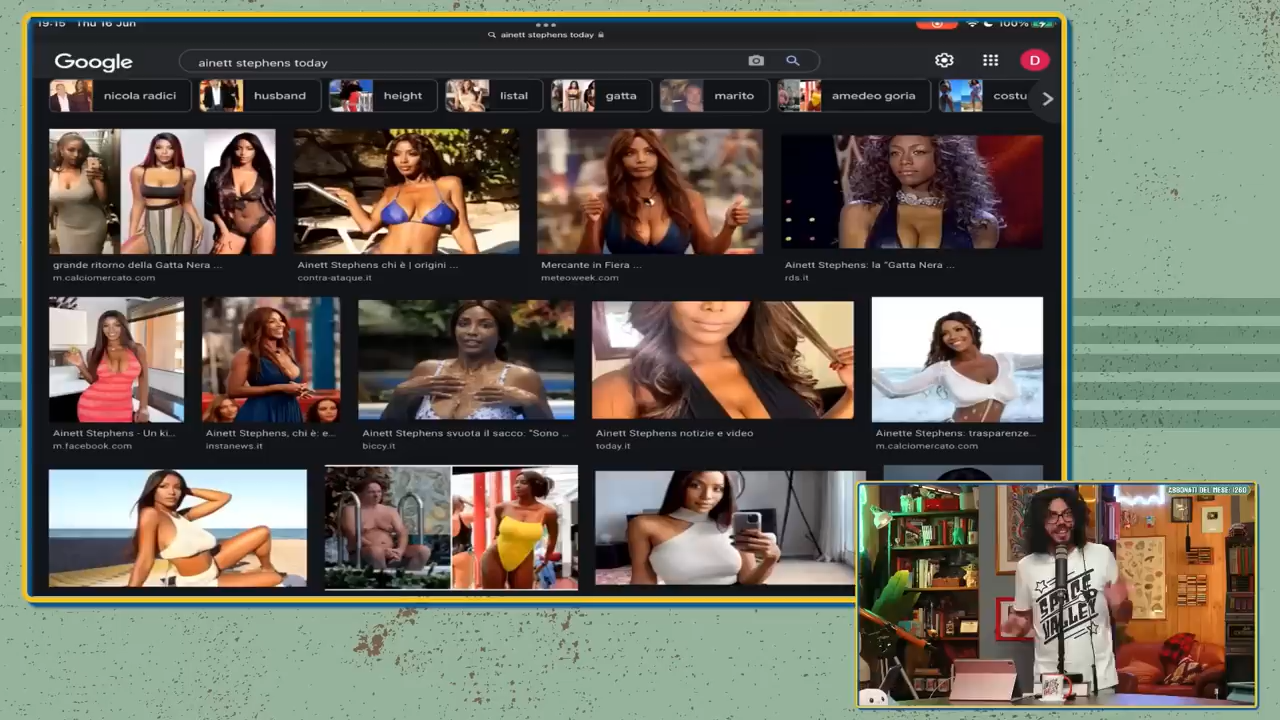 19:15 Thu 16 Jun
100%
ainett stephens today
Google
ainett stephens today
D
nicola radici
husband
height
listal
gatta
marito
amedeo goria
costu
grande ritorno della Gatta Nera ...
m.calciomercato.com
Ainett Stephens chi è | origini ...
contra-ataque.it
Mercante in Fiera ...
meteoweek.com
Ainett Stephens: la "Gatta Nera ...
rds.it
Ainett Stephens - Un ki...
m.facebook.com
Ainett Stephens, chi è: e...
instanews.it
Ainett Stephens svuota il sacco: "Sono ...
biccy.it
Ainett Stephens notizie e video
today.it
Ainette Stephens: trasparenze...
m.calciomercato.com
ABBONATI DEL MESE: 1260
SPACE
VALLEY